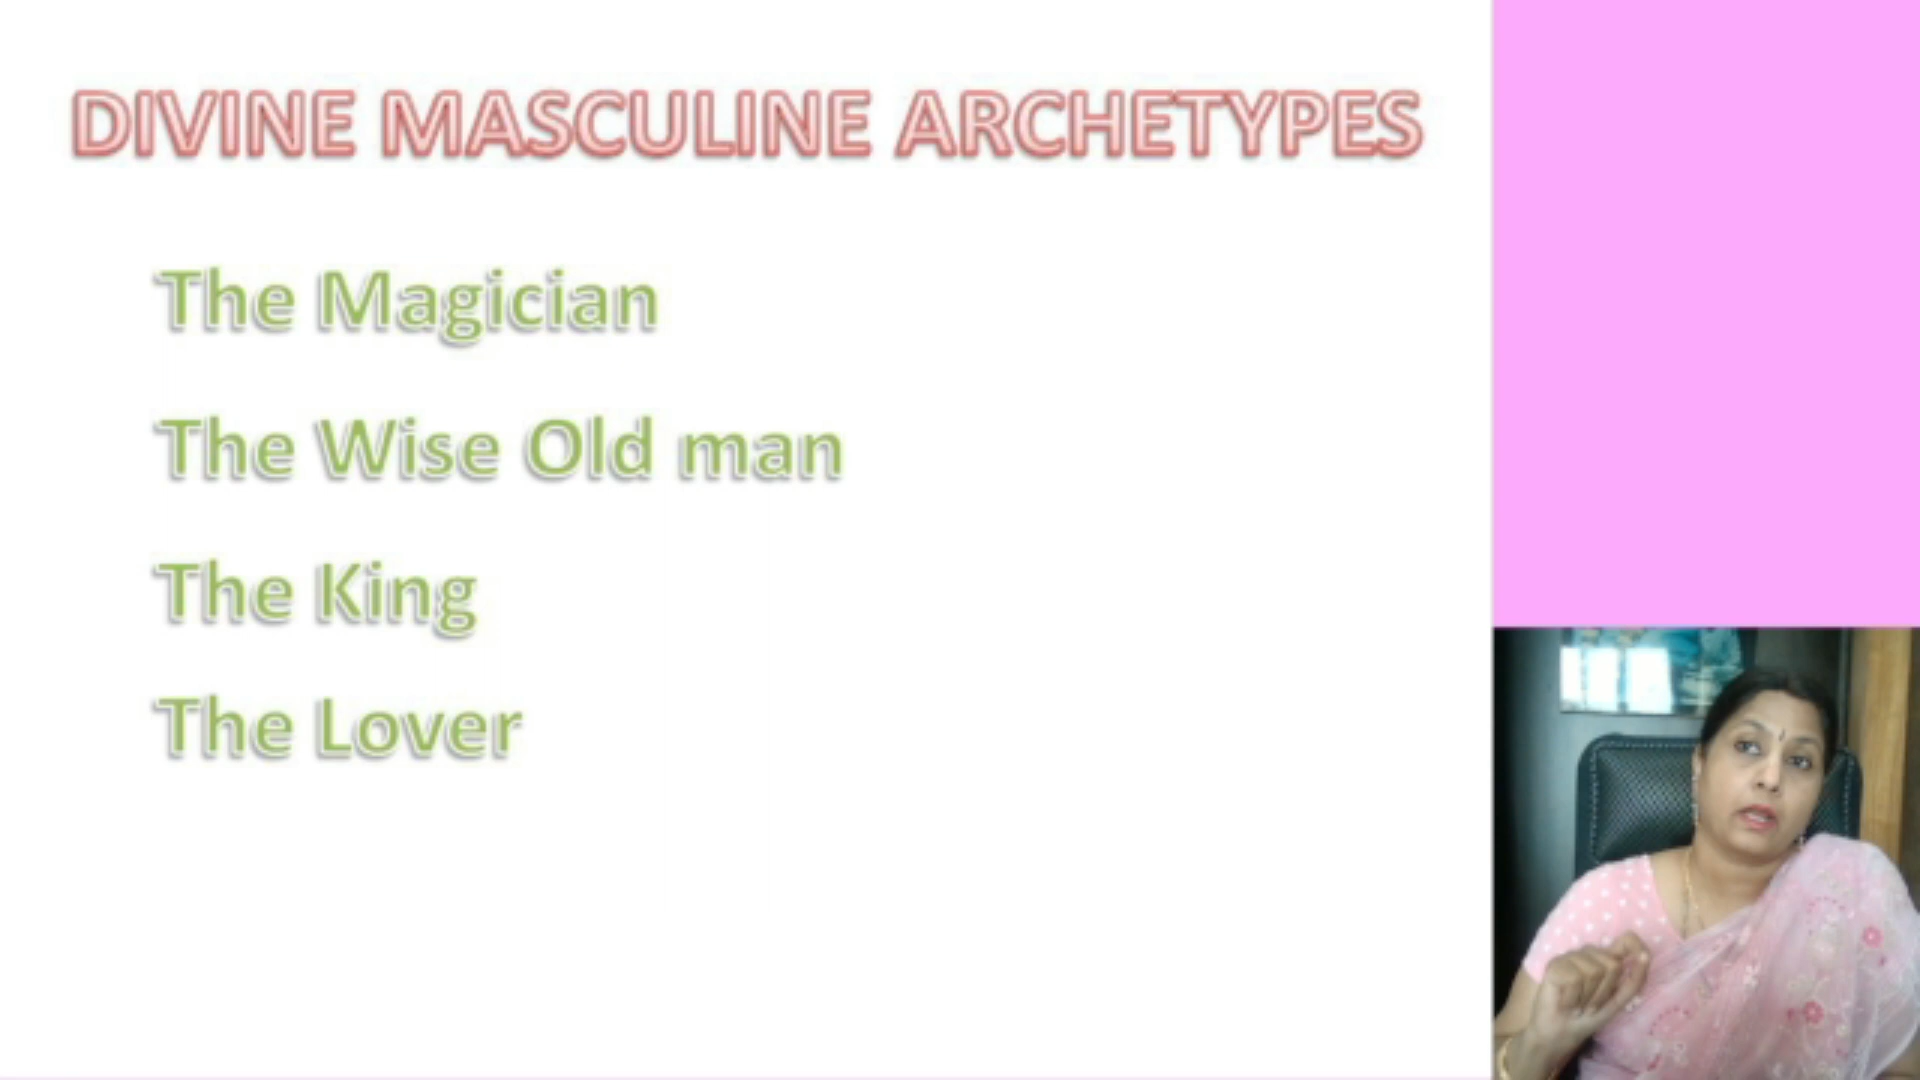 DIVINE MASCULINE ARCHETYPES
The Magician
The Wise Old man
The King
The Lover